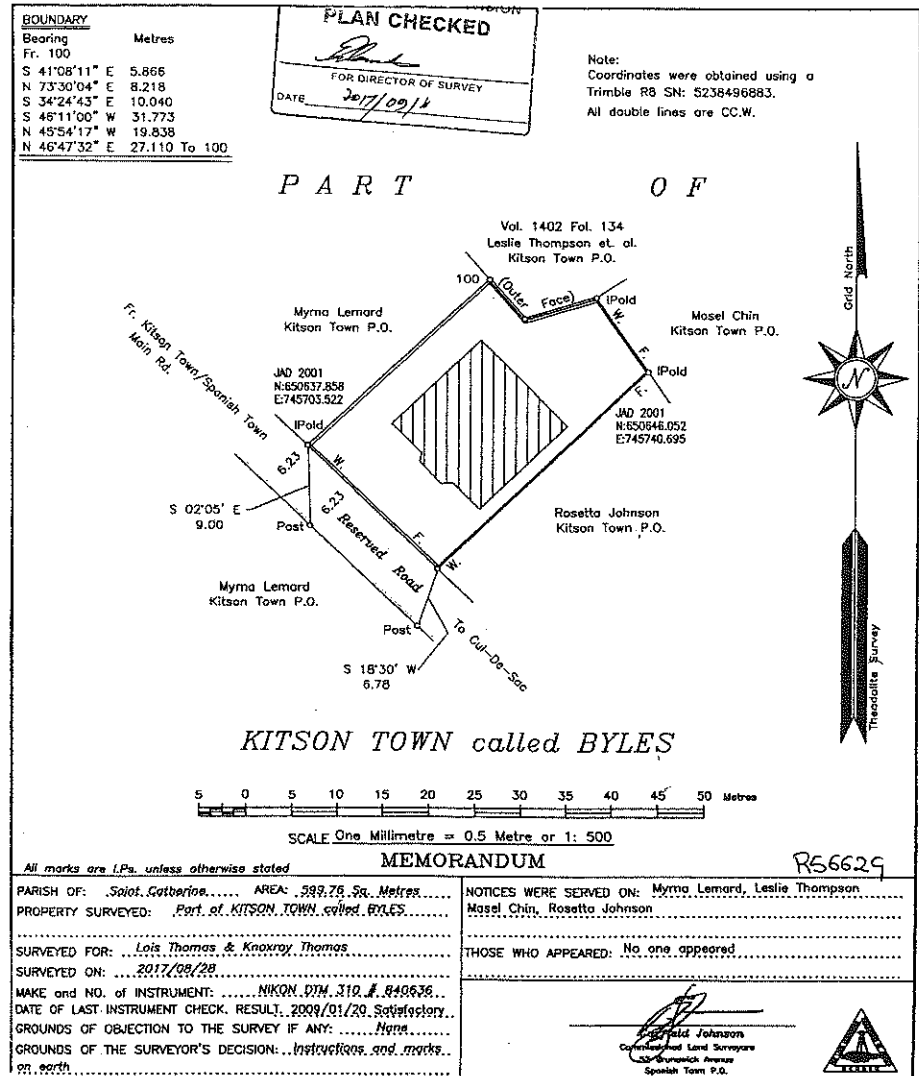 BOUNDARY
Bearing Metres
Fr. 100
S 41°08'11" E 5.866
N 73°30'04" E 8.218
S 34°24'43" E 10.040
S 46°11'00" W 31.773
N 45°54'17" W 19.838
N 46°47'32" E 27.110 To 100
PLAN CHECKED
FOR DIRECTOR OF SURVEY
DATE
Note:
Coordinates were obtained using a
Trimble R8 SN: 5238496883.
All double lines are CC.W.
PART OF
Vol. 1402 Fol. 134
Leslie Thompson et. al.
Kitson Town P.O.
100
(Outer Face)
IPold
W. F.
Mosel Chin
Kitson Town P.O.
Myrna Lemard
Kitson Town P.O.
Fr. Kitson Town/Spanish Town
Main Rd.
JAD 2001
N:650637.858
E:745703.522
IPold
IPold
JAD 2001
N:650646.052
E:745740.695
Grid North
N
Theodolite Survey
6.23
W. F.
S 02°05' E
9.00
6.23
Reserved Road
Post
F.
W.
Rosetta Johnson
Kitson Town P.O.
Myrna Lemard
Kitson Town P.O.
Post
To Cul-De-Sac
S 18°30' W
6.78
KITSON TOWN called BYLES
5 0 5 10 15 20 25 30 35 40 45 50 Metres
SCALE One Millimetre = 0.5 Metre or 1: 500
All marks are I.Ps. unless otherwise stated
MEMORANDUM
RS6629
PARISH OF: Saint Catherine AREA: 599.76 Sq. Metres
PROPERTY SURVEYED: Part of KITSON TOWN called BYLES
SURVEYED FOR: Lois Thomas & Knoxroy Thomas
SURVEYED ON: 2017/08/28
MAKE and NO. of INSTRUMENT: NIKON DTM 310 # 840636
DATE OF LAST INSTRUMENT CHECK. RESULT. 2009/01/20 Satisfactory
GROUNDS OF OBJECTION TO THE SURVEY IF ANY: None
GROUNDS OF THE SURVEYOR'S DECISION: Instructions and marks
on earth
NOTICES WERE SERVED ON: Myrna Lemard, Leslie Thompson
Masel Chin, Rosetta Johnson
THOSE WHO APPEARED: No one appeared
Johnson
Commissioned Land Surveyors
Brunswick Avenue
Spanish Town P.O.